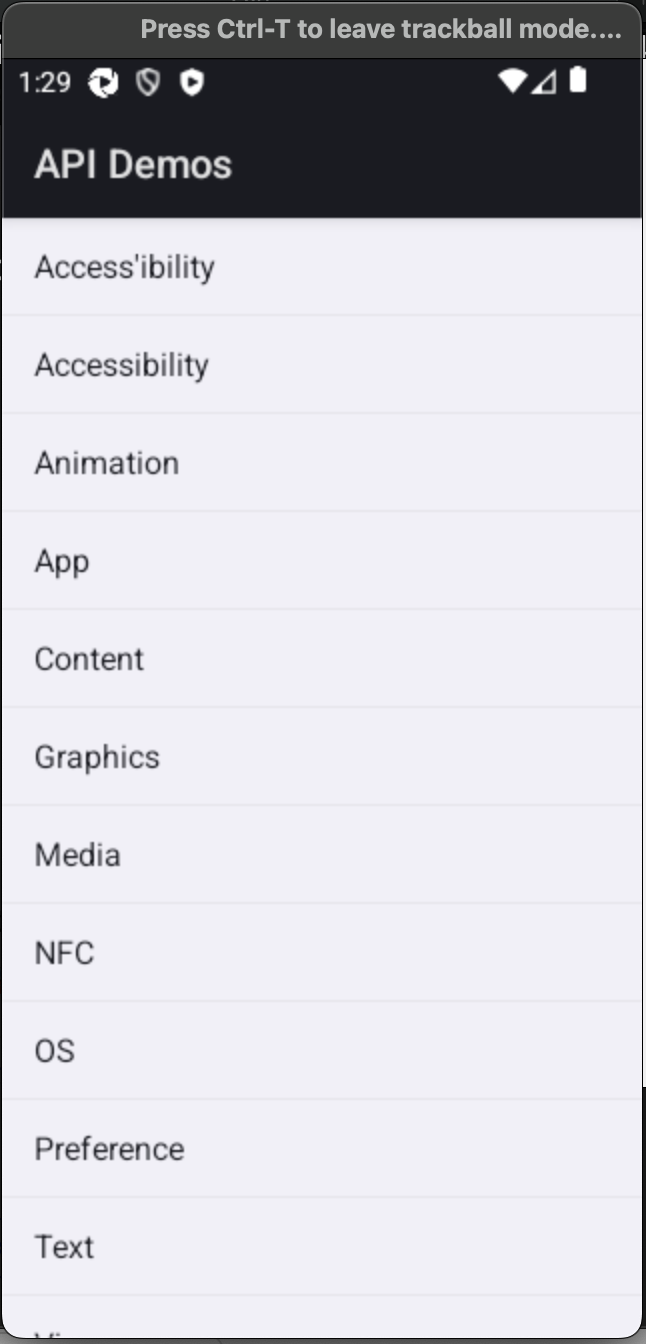 Press Ctrl-T to leave trackball mode....
1:29
API Demos
Access'ibility
Accessibility
Animation
App
Content
Graphics
Media
NFC
OS
Preference
Text